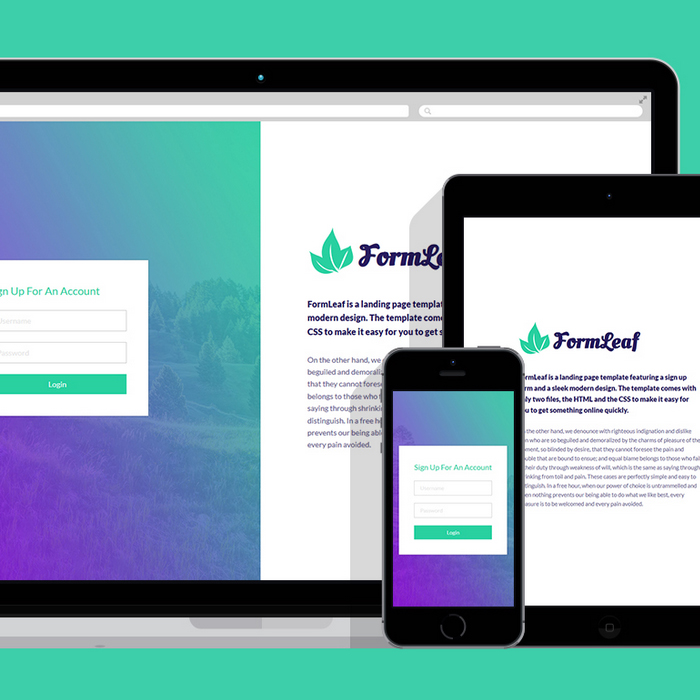 gn Up For An Account
Username
Password
Login
FormLe
FormLeaf is a landing page templat
modern design. The template come
CSS to make it easy for you to get s
On the other hand, we
beguiled and demorali
that they cannot fores
belongs to those who
saying through shrinki
distinguish. In a free h
prevents our being abl
every pain avoided.
FormLeaf
ormLeaf is a landing page template featuring a sign up
rm and a sleek modern design. The template comes with
ly two files, the HTML and the CSS to make it easy for
u to get something online quickly.
the other hand, we denounce with righteous indignation and dislike
n who are so beguiled and demoralized by the charms of pleasure of the
ment, so blinded by desire, that they cannot foresee the pain and
uble that are bound to ensue; and equal blame belongs to those who fai
heir duty through weakness of will, which is the same as saying through
rinking from toil and pain. These cases are perfectly simple and easy to
tinguish. In a free hour, when our power of choice is untrammelled and
en nothing prevents our being able to do what we like best, every
asure is to be welcomed and every pain avoided.
Sign Up For An Account
Username
Password
Login